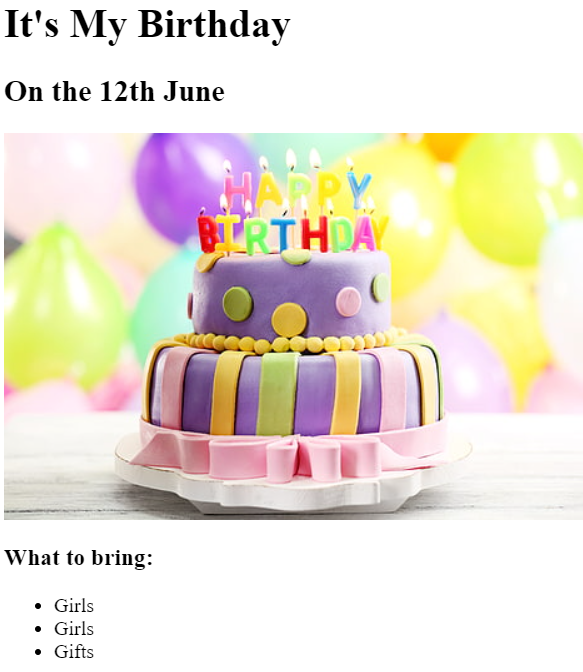 It's My Birthday
On the 12th June
HAPPY
BIRTHDAY
What to bring:
Girls
Girls
Gifts